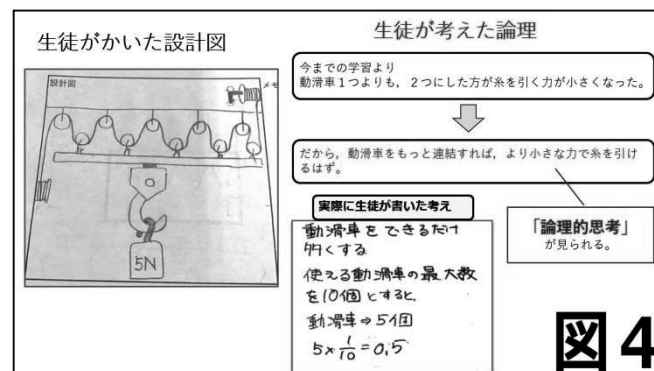 生徒がかいた設計図
設計図
メモ
5N
生徒が考えた論理
今までの学習より
動滑車1つよりも，2つにした方が糸を引く力が小さくなった。
だから，動滑車をもっと連結すれば，より小さな力で糸を引け
るはず。
実際に生徒が書いた考え
動滑車をできるだけ
多くする
使える動滑車の最大数
を10個とすると，
動滑車⇒5個
5×1/10=0,5
「論理的思考」
が見られる。
図4